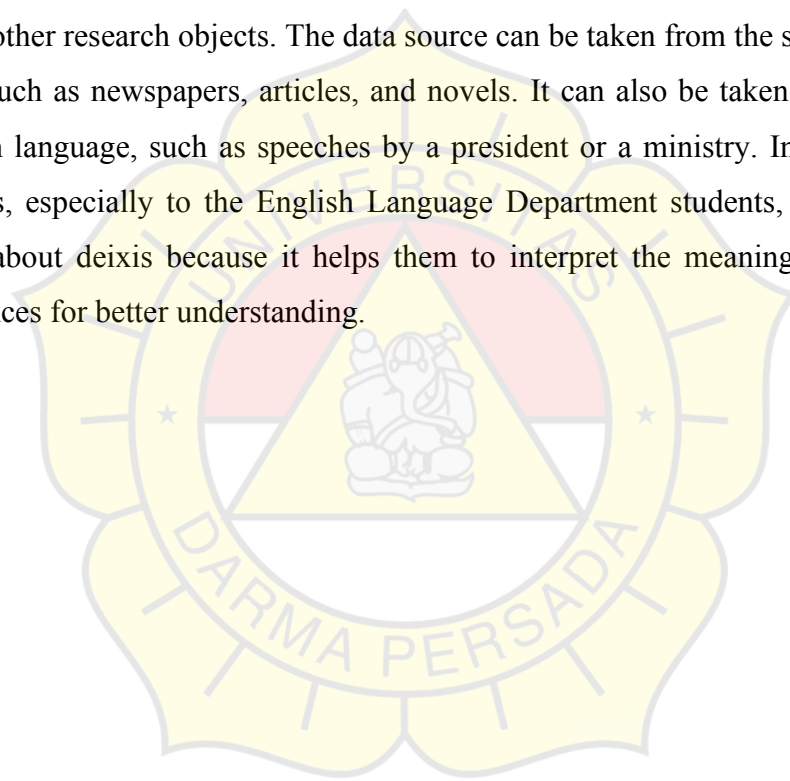 other research objects. The data source can be taken from the s
uch as newspapers, articles, and novels. It can also be taken
language, such as speeches by a president or a ministry. In
s, especially to the English Language Department students,
about deixis because it helps them to interpret the meaning
ces for better understanding.
UNIVERSITAS
DARMA PERSADA